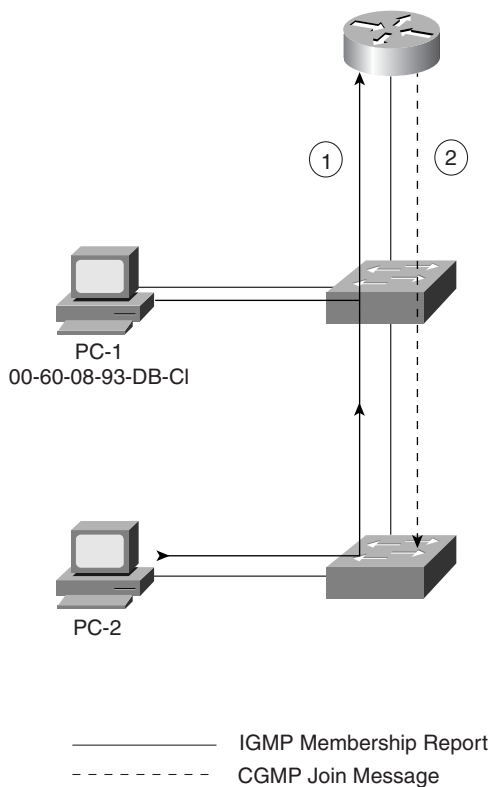 1
2
PC-1
00-60-08-93-DB-Cl
PC-2
IGMP Membership Report
CGMP Join Message